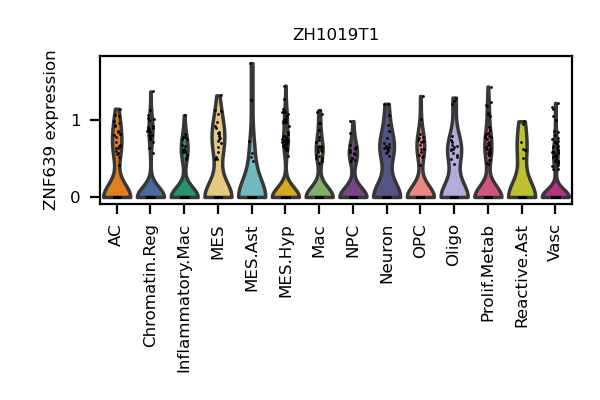 ZH1019T1
ZNF639 expression
1
0
AC
Chromatin.Reg
Inflammatory.Mac
MES
MES.Ast
MES.Hyp
Mac
NPC
Neuron
OPC
Oligo
Prolif.Metab
Reactive.Ast
Vasc